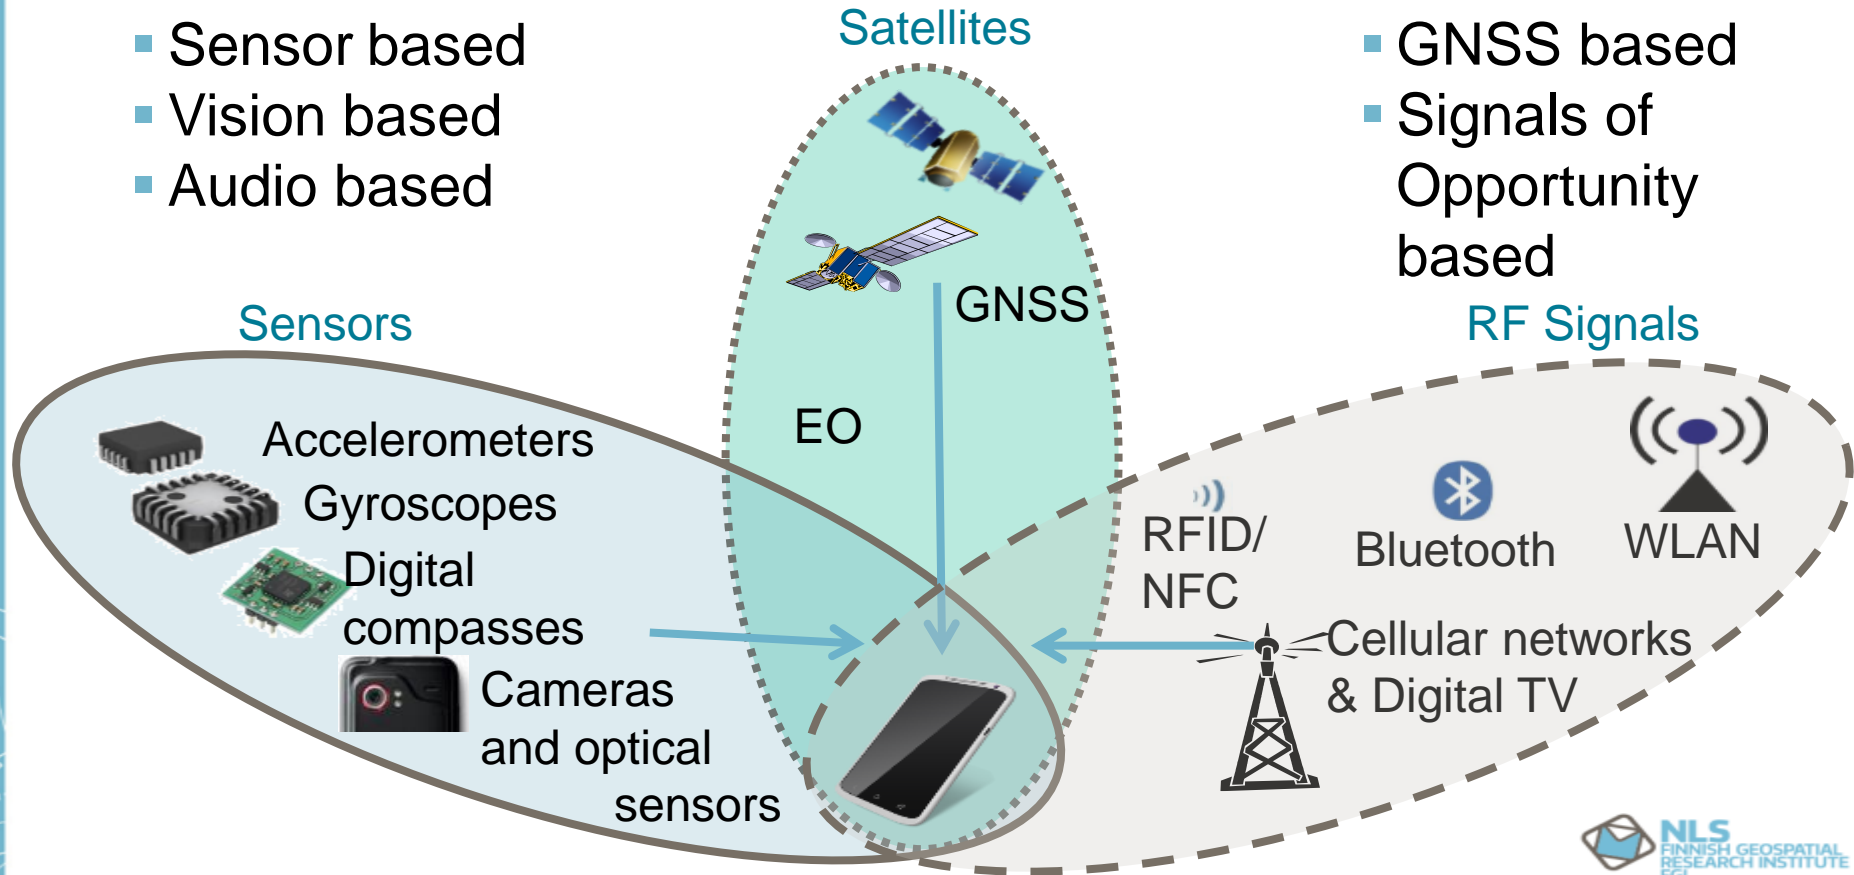 Sensor based
Vision based
Audio based
Satellites
GNSS based
Signals of
Opportunity
based
Sensors
GNSS
RF Signals
EO
Accelerometers
Gyroscopes
Digital
compasses
Cameras
and optical
sensors
RFID/
NFC
Bluetooth
WLAN
Cellular networks
& Digital TV
NLS
FINNISH GEOSPATIAL
RESEARCH INSTITUTE
FGI